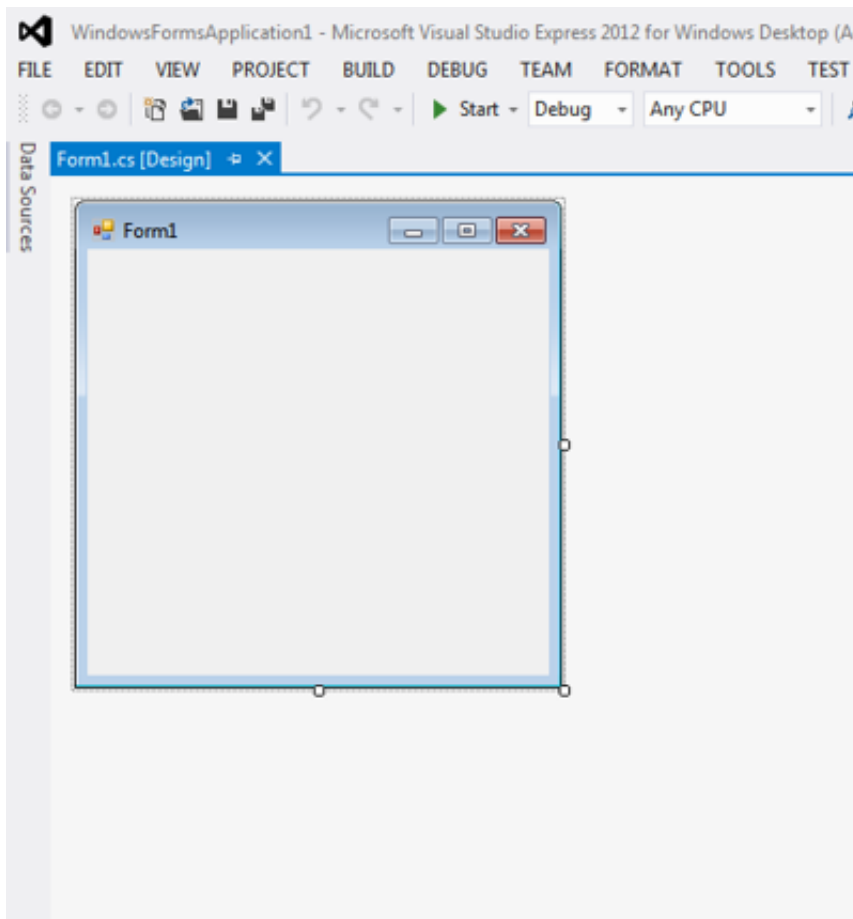 WindowsFormsApplication1 - Microsoft Visual Studio Express 2012 for Windows Desktop (A
FILE EDIT VIEW PROJECT BUILD DEBUG TEAM FORMAT TOOLS TEST
Start Debug Any CPU
Data Sources
Form1.cs [Design]
Form1